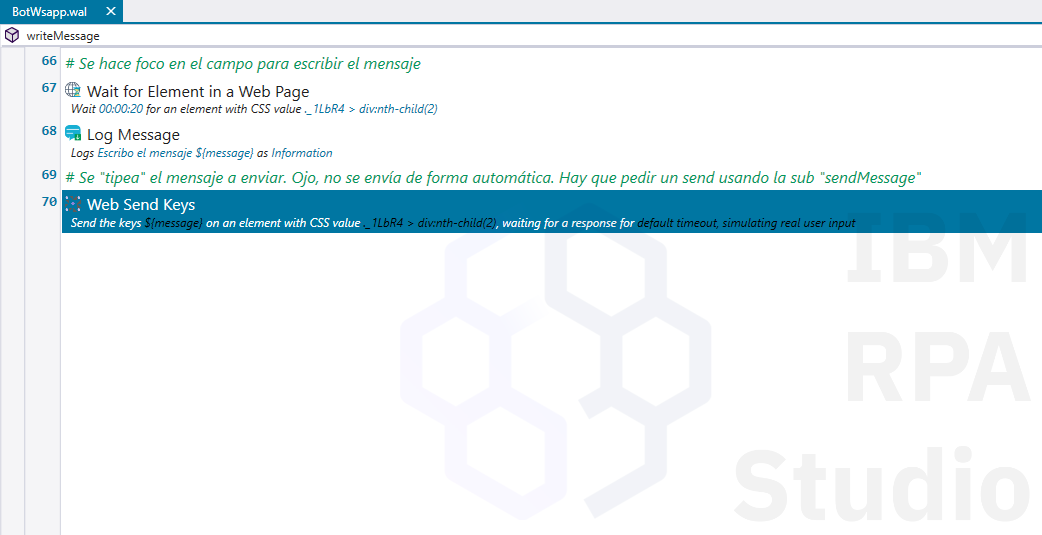 BotWsapp.wal
writeMessage
66 # Se hace foco en el campo para escribir el mensaje
67 Wait for Element in a Web Page
Wait 00:00:20 for an element with CSS value ._1LbR4 > div:nth-child(2)
68 Log Message
Logs Escribo el mensaje ${message} as Information
69 # Se "tipea" el mensaje a enviar. Ojo, no se envía de forma automática. Hay que pedir un send usando la sub "sendMessage"
70 Web Send Keys
Send the keys ${message} on an element with CSS value ._1LbR4 > div:nth-child(2), waiting for a response for default timeout, simulating real user input
IBM
RPA
Studio